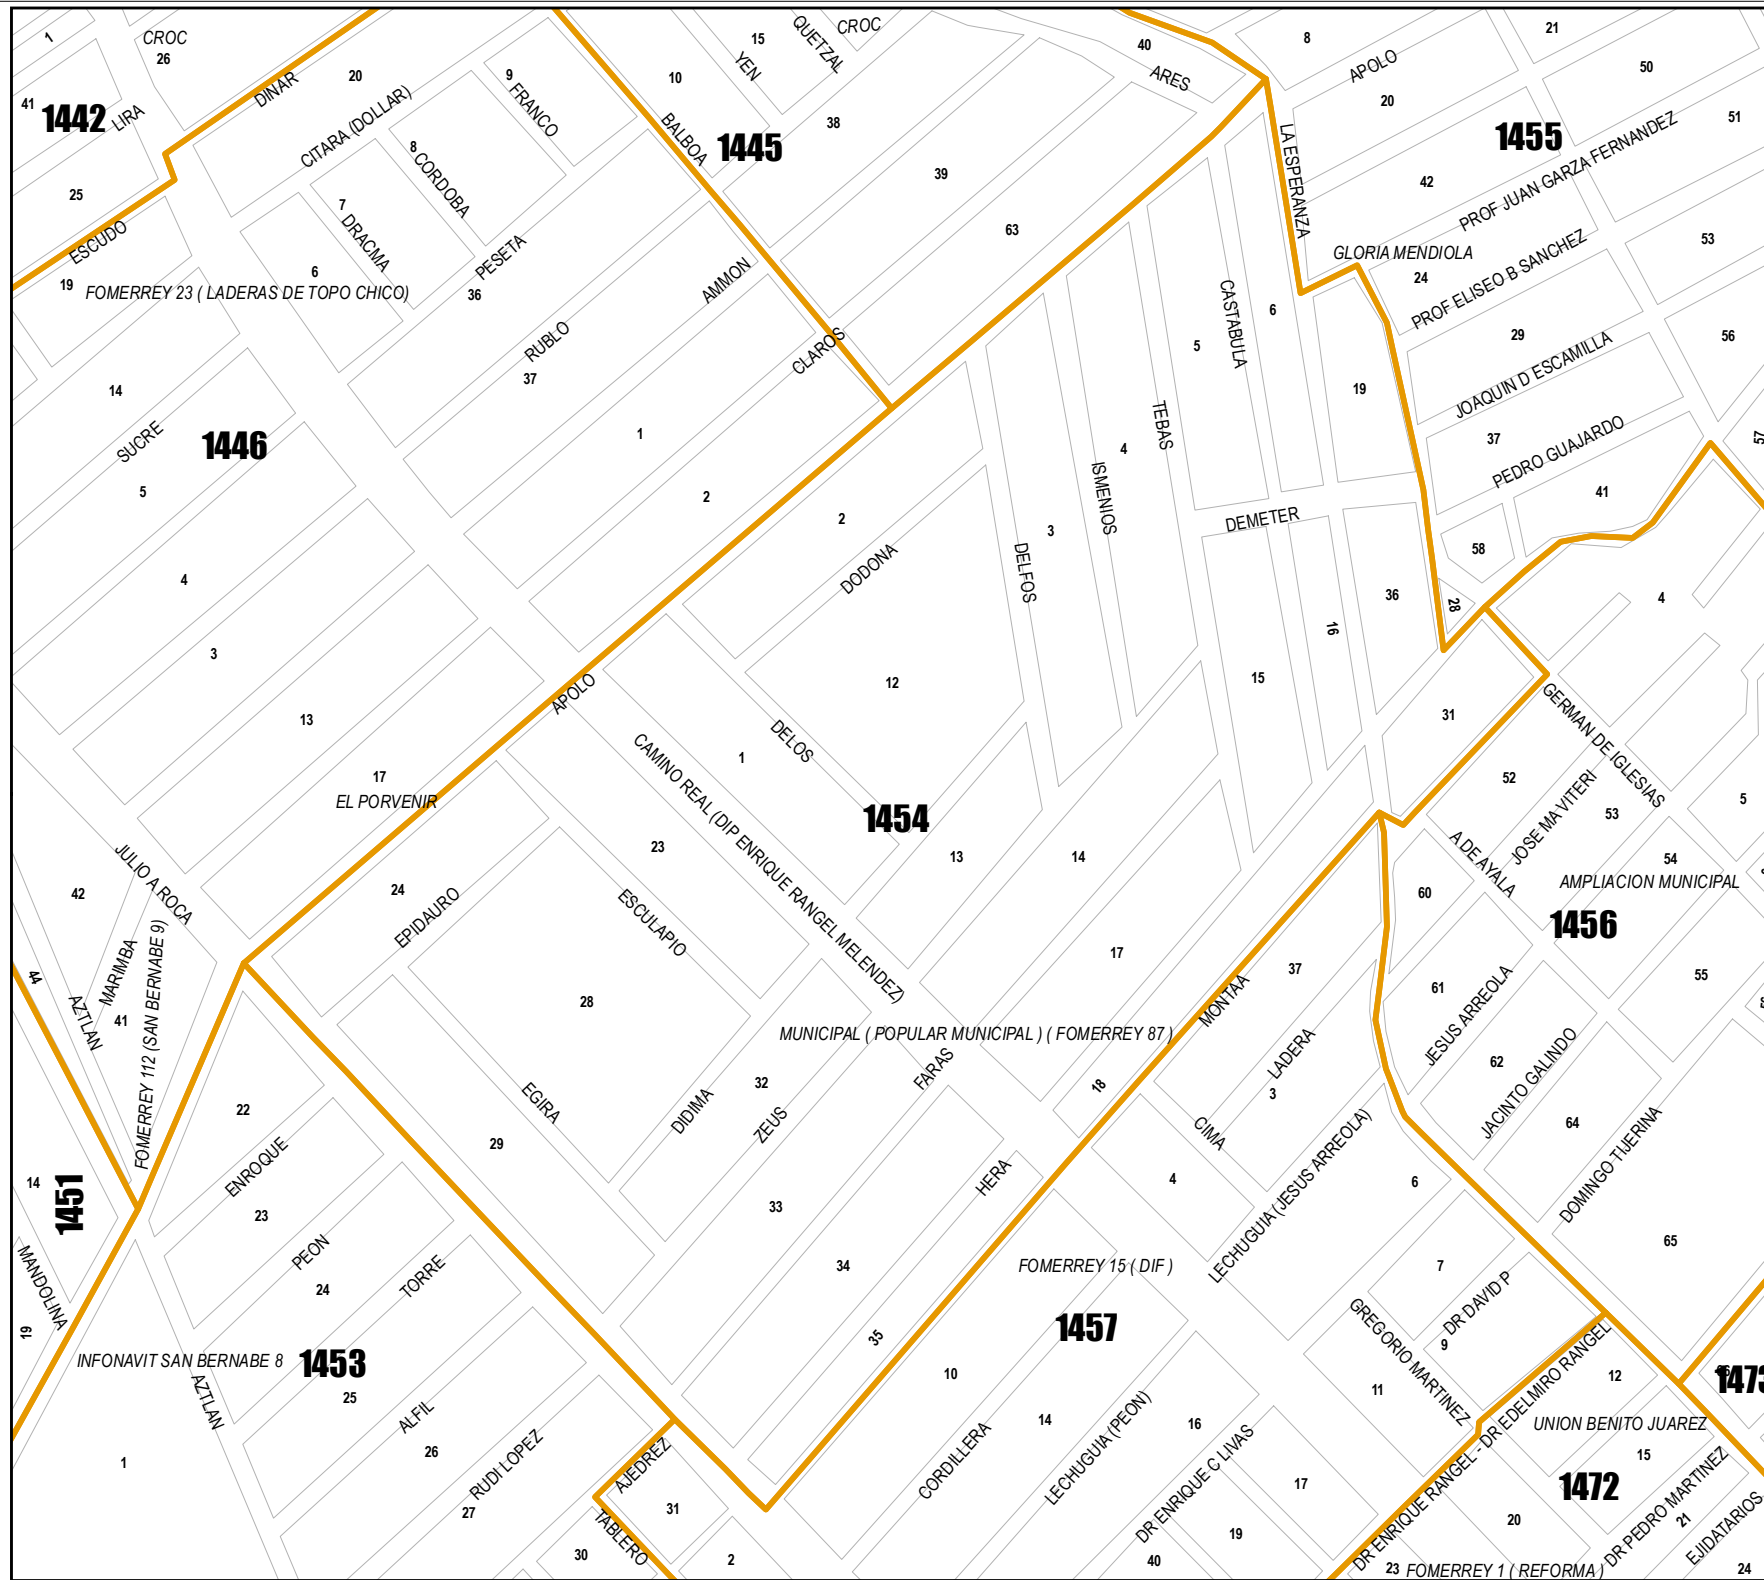 1
CROC
26
DINAR
20
CITARA (DOLLAR)
9
FRANCO
8
CORDOBA
7
DRACMA
6
PESETA
36
41
1442
LIRA
25
ESCUDO
19
FOMERREY 23 ( LADERAS DE TOPO CHICO)
14
SUCRE
5
1446
4
3
13
17
EL PORVENIR
RUBLO
37
AMMON
CLAROS
1
2
10
BALBOA
15
YEN
QUETZAL
CROC
38
1445
39
63
40
ARES
8
APOLO
20
21
50
51
1455
LA ESPERANZA
42
PROF JUAN GARZA FERNANDEZ
GLORIA MENDIOLA
24
PROF ELISEO B SANCHEZ
53
29
56
JOAQUIN D ESCAMILLA
37
PEDRO GUAJARDO
41
57
58
28
4
CASTABULA
6
5
19
TEBAS
4
ISMENIOS
3
DELFOS
DEMETER
36
16
15
31
2
DODONA
12
DELOS
1
CAMINO REAL (DIP ENRIQUE RANGEL MELENDEZ)
1454
13
14
17
APOLO
23
24
EPIDAURO
ESCULAPIO
28
EGIRA
29
DIDIMA
32
ZEUS
FARAS
MUNICIPAL ( POPULAR MUNICIPAL ) ( FOMERREY 87 )
33
34
35
HERA
18
MONTAA
37
LADERA
3
CIMA
4
LECHUGUIA (JESUS ARREOLA)
6
7
DR DAVID P
9
GREGORIO MARTINEZ
11
FOMERREY 15 ( DIF )
1457
10
14
16
CORDILLERA
LECHUGUIA (PEON)
DR ENRIQUE C LIVAS
17
19
40
GERMAN DE IGLESIAS
52
JOSE MA VITERI
53
5
A DE AYALA
54
AMPLIACION MUNICIPAL
60
1456
55
61
JESUS ARREOLA
62
JACINTO GALINDO
64
DOMINGO TIJERINA
65
1473
DR ENRIQUE RANGEL - DR EDELMIRO RANGEL
12
UNION BENITO JUAREZ
15
1472
20
DR PEDRO MARTINEZ
21
EJIDATARIOS
23
FOMERREY 1 ( REFORMA )
24
JULIO A ROCA
42
MARIMBA
44
AZTLAN
41
FOMERREY 112 (SAN BERNABE 9)
14
1451
MANDOLINA
19
22
ENROQUE
23
PEON
24
TORRE
INFONAVIT SAN BERNABE 8
1453
AZTLAN
25
ALFIL
26
RUDI LOPEZ
27
1
AJEDREZ
31
TABLERO
30
2